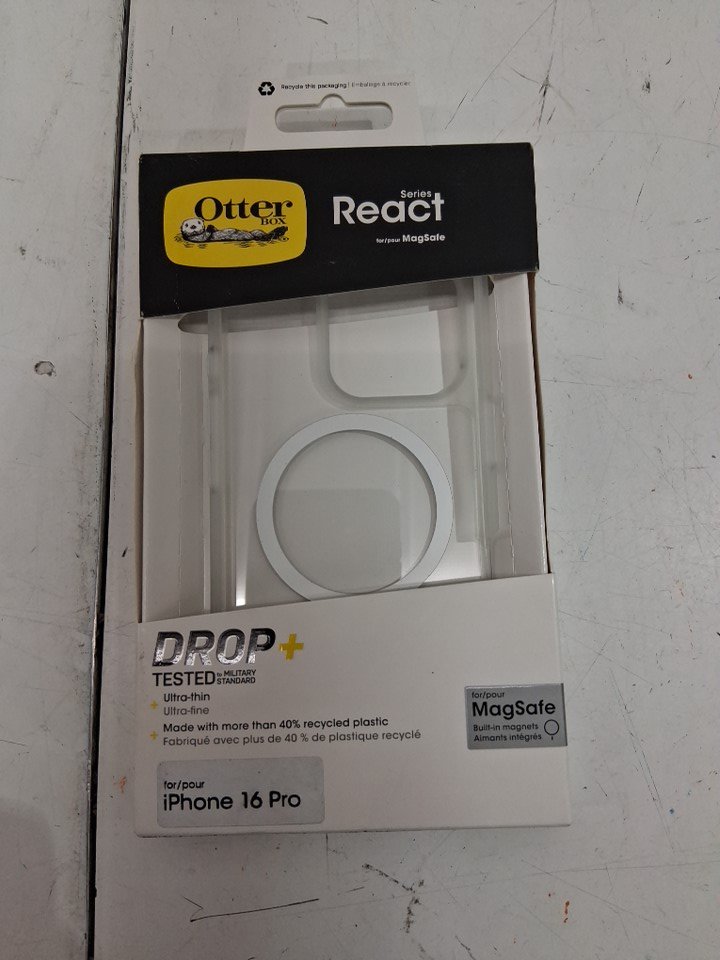 Recycle this packaging | Emballage à recycler
Otter
BOX
Series
React
for/pour MagSafe
DROP+
TESTED to MILITARY STANDARD
+ Ultra-thin
Ultra-fine
+ Made with more than 40% recycled plastic
Fabriqué avec plus de 40 % de plastique recyclé
for/pour
MagSafe
Built-in magnets
Aimants intégrés
for/pour
iPhone 16 Pro